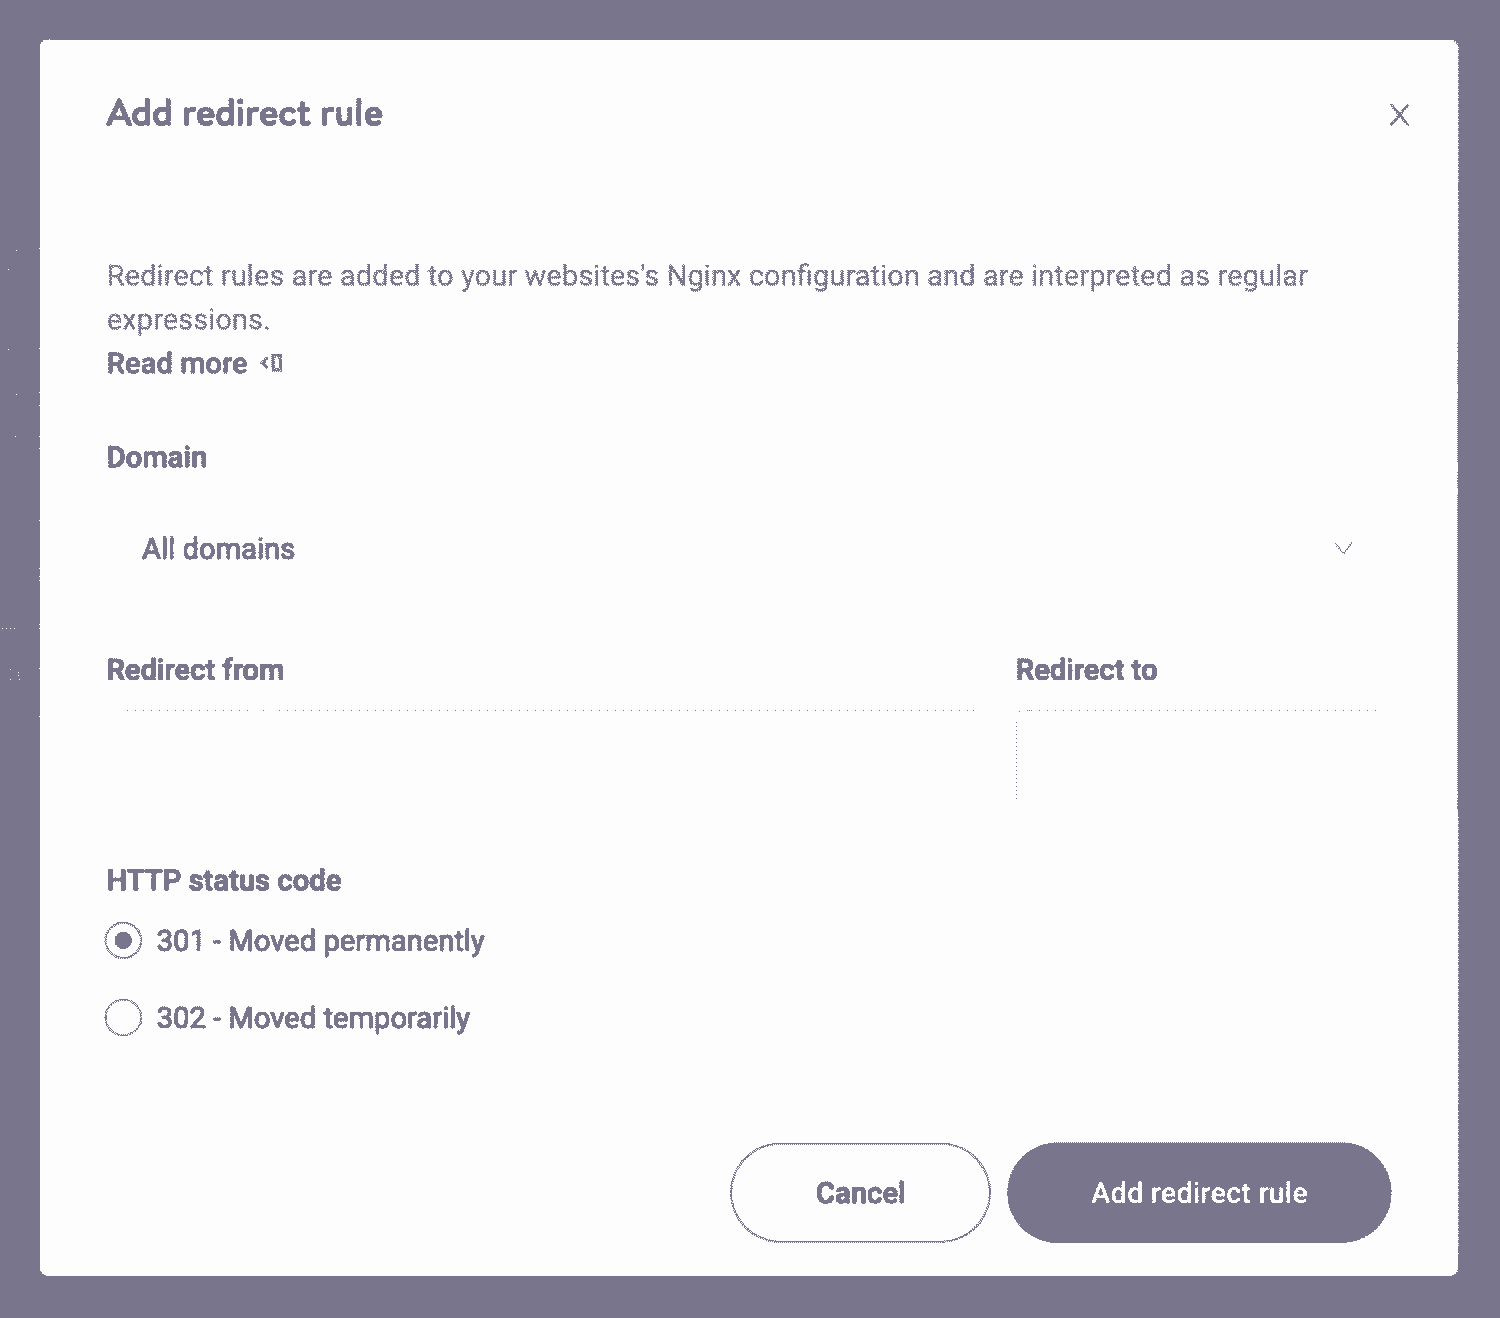 Add redirect rule
Redirect rules are added to your websites's Nginx configuration and are interpreted as regular
expressions.
Read more
Domain
All domains
Redirect from
Redirect to
HTTP status code
301 - Moved permanently
302 - Moved temporarily
Cancel
Add redirect rule